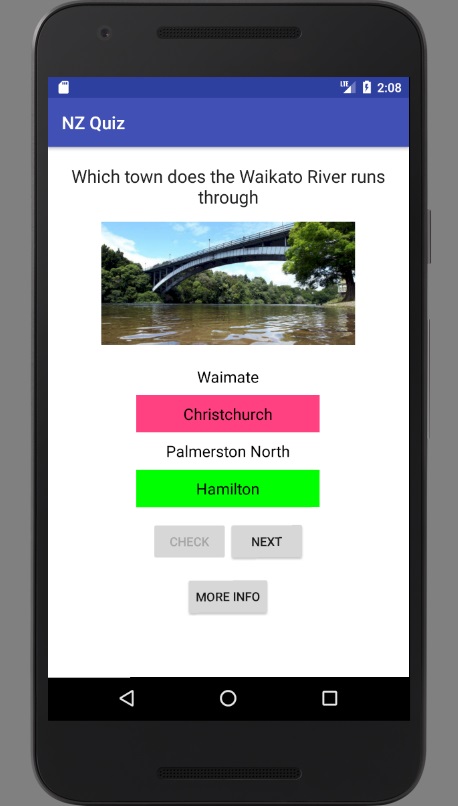 LTE 2:08
NZ Quiz
Which town does the Waikato River runs
through
Waimate
Christchurch
Palmerston North
Hamilton
CHECK NEXT
MORE INFO